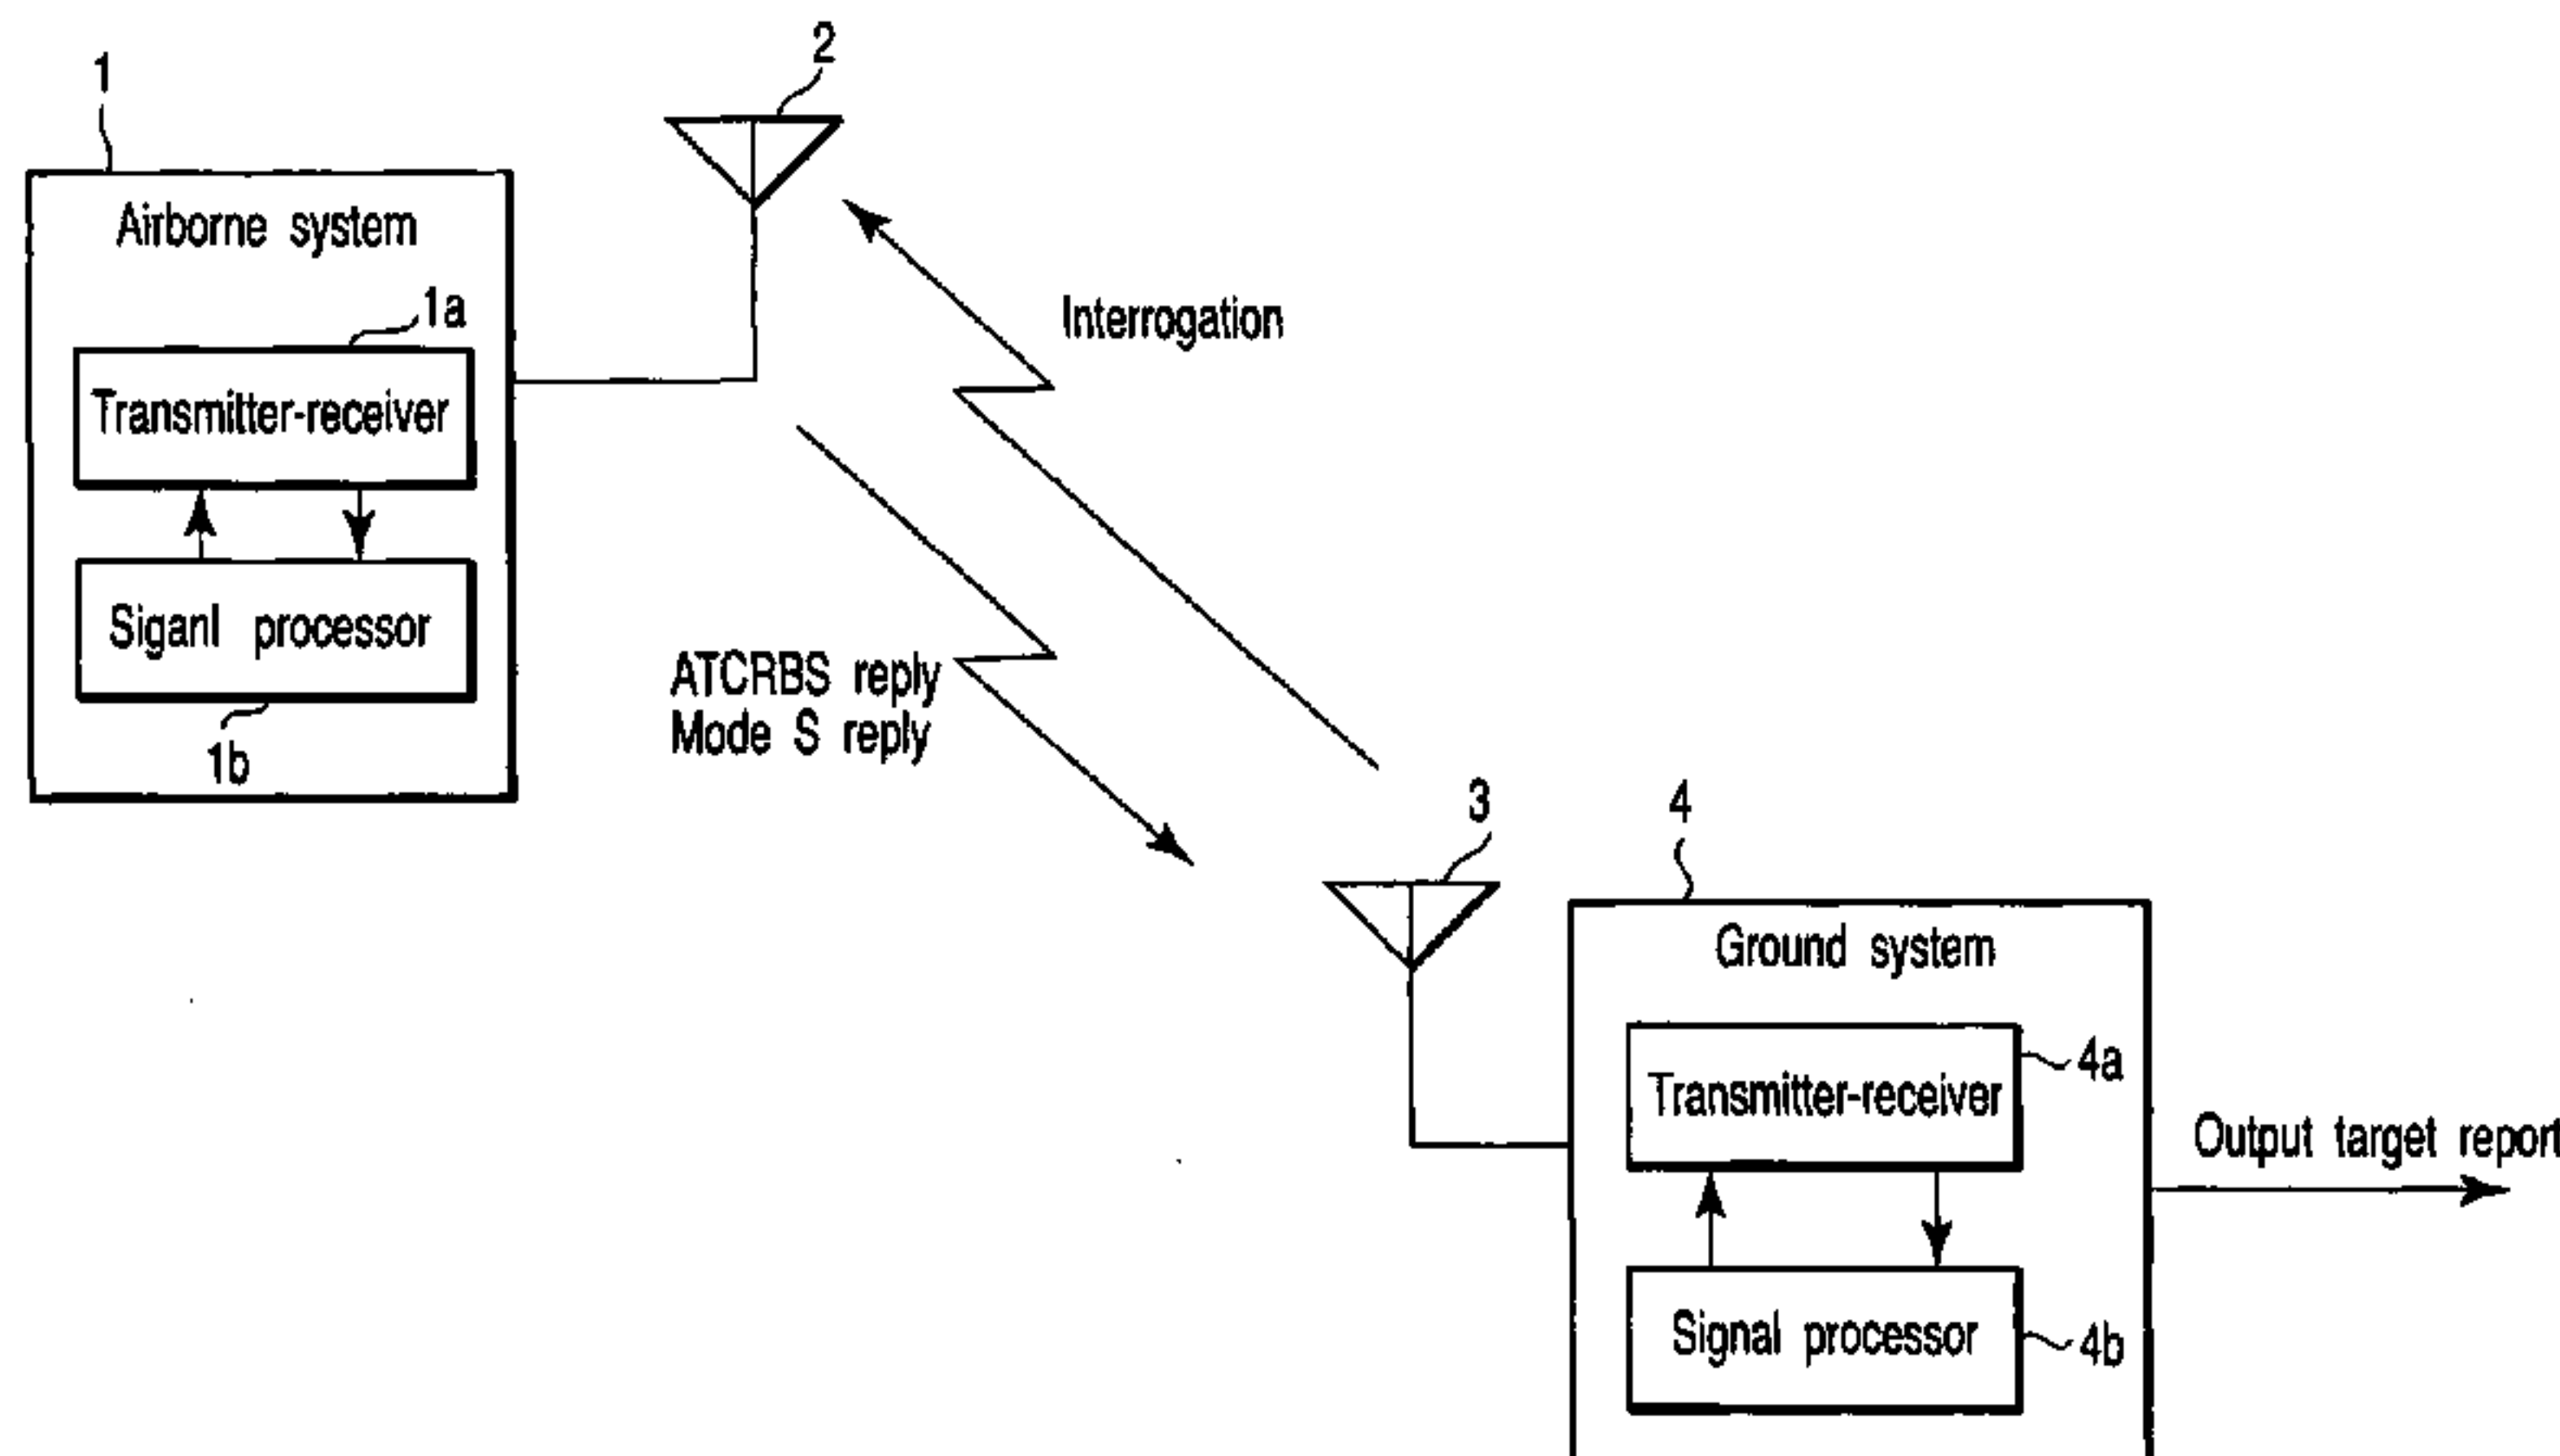 1
2
Airborne system
1a
Transmitter-receiver
Siganl processor
1b
Interrogation
ATCRBS reply
Mode S reply
3
4
Ground system
Transmitter-receiver
4a
Signal processor
4b
Output target report